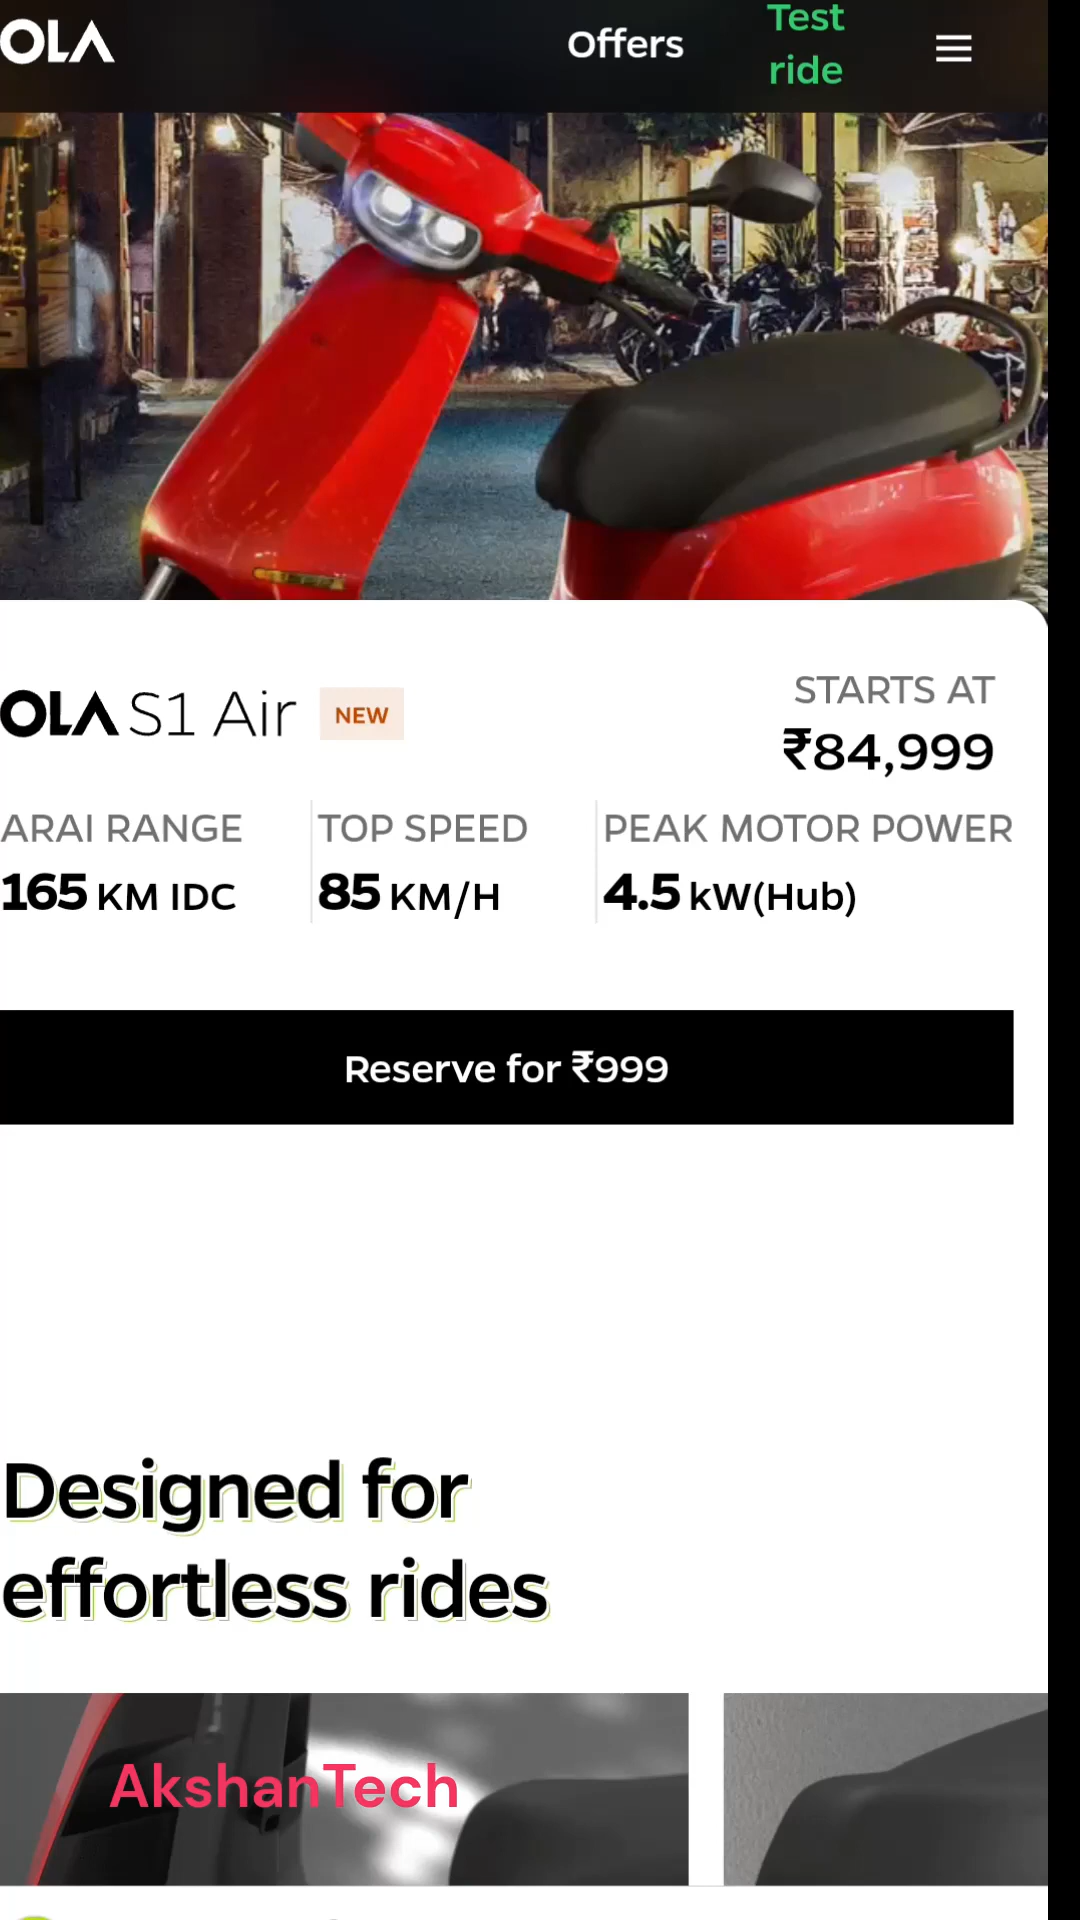 OLA
Offers
Test
ride
OLA S1 Air NEW
STARTS AT
₹84,999
ARAI RANGE
165 KM IDC
TOP SPEED
85 KM/H
PEAK MOTOR POWER
4.5 kW(Hub)
Reserve for ₹999
Designed for
effortless rides
AkshanTech